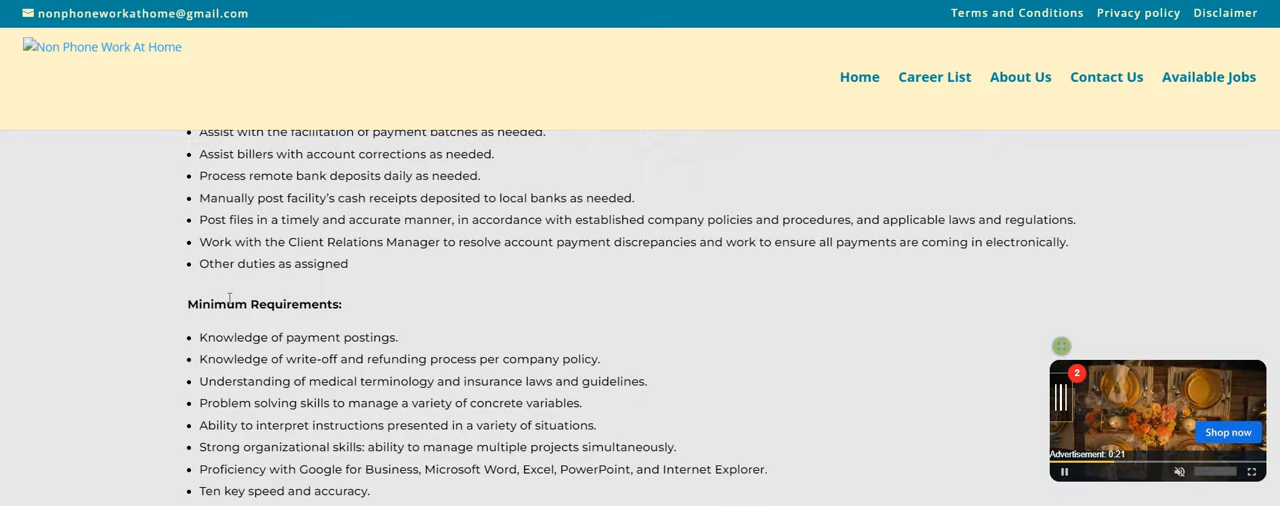 nonphoneworkathome@gmail.com
Terms and Conditions Privacy policy Disclaimer
Non Phone Work At Home
Home Career List About Us Contact Us Available Jobs
Assist with the facilitation of payment batches as needed.
Assist billers with account corrections as needed.
Process remote bank deposits daily as needed.
Manually post facility’s cash receipts deposited to local banks as needed.
Post files in a timely and accurate manner, in accordance with established company policies and procedures, and applicable laws and regulations.
Work with the Client Relations Manager to resolve account payment discrepancies and work to ensure all payments are coming in electronically.
Other duties as assigned
Minimum Requirements:
Knowledge of payment postings.
Knowledge of write-off and refunding process per company policy.
Understanding of medical terminology and insurance laws and guidelines.
Problem solving skills to manage a variety of concrete variables.
Ability to interpret instructions presented in a variety of situations.
Strong organizational skills: ability to manage multiple projects simultaneously.
Proficiency with Google for Business, Microsoft Word, Excel, PowerPoint, and Internet Explorer.
Ten key speed and accuracy.
2
Shop now
Advertisement: 0:21